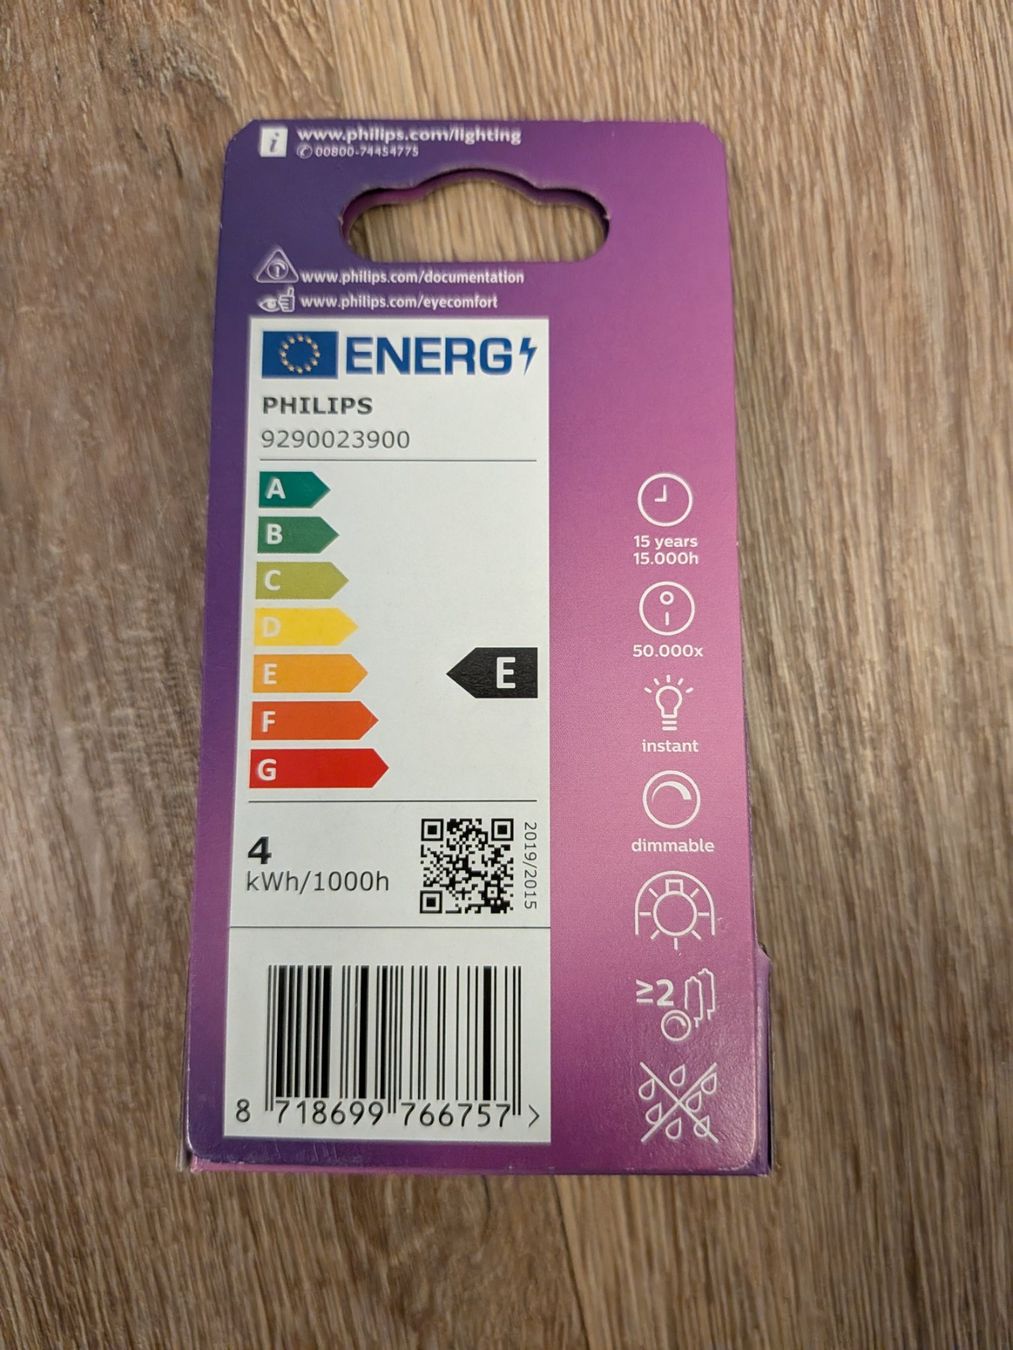 i www.philips.com/lighting
✆ 00800-74454775
www.philips.com/documentation
www.philips.com/eyecomfort
ENERG
PHILIPS
9290023900
A
B
C
D
E
E
F
G
4
kWh/1000h
2019/2015
8 718699 766757 >
15 years
15.000h
50.000x
instant
dimmable
≥2